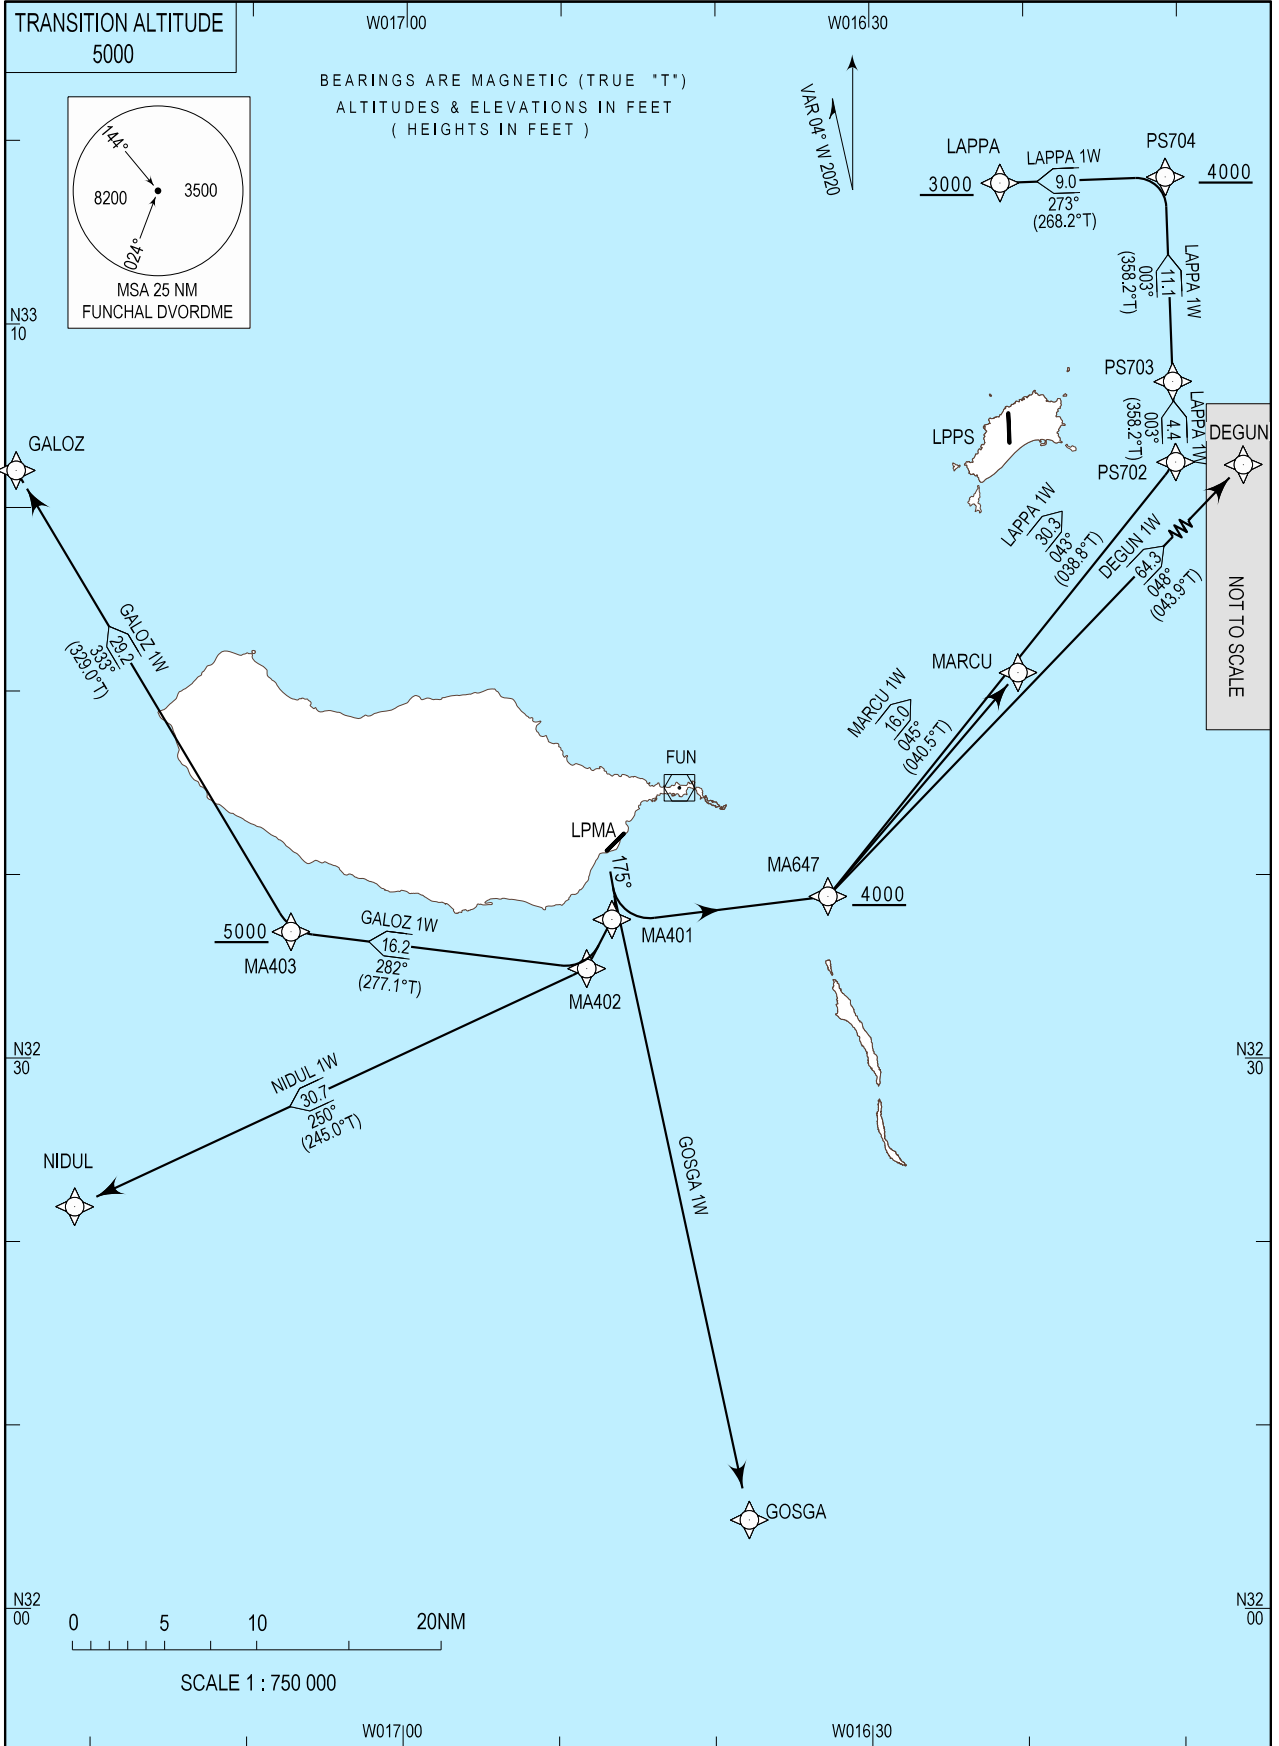 TRANSITION ALTITUDE
5000
W017 00
W016 30
BEARINGS ARE MAGNETIC (TRUE "T")
ALTITUDES & ELEVATIONS IN FEET
( HEIGHTS IN FEET )
VAR 04° W 2020
144°
8200
3500
024°
MSA 25 NM
FUNCHAL DVORDME
LAPPA
3000
LAPPA 1W
9.0
273°
(268.2°T)
PS704
4000
LAPPA 1W
11.1
003°
(358.2°T)
N33
10
PS703
LAPPA 1W
4.4
003°
(358.2°T)
PS702
LPPS
DEGUN
NOT TO SCALE
GALOZ
LAPPA 1W
30.3
043°
(038.8°T)
DEGUN 1W
64.3
048°
(043.9°T)
GALOZ 1W
29.2
333°
(329.0°T)
MARCU
MARCU 1W
16.0
045°
(040.5°T)
FUN
LPMA
175°
MA647
4000
MA401
5000
MA403
GALOZ 1W
16.2
282°
(277.1°T)
MA402
N32
30
N32
30
NIDUL 1W
30.7
250°
(245.0°T)
NIDUL
GOSGA 1W
GOSGA
N32
00
N32
00
0 5 10 20NM
SCALE 1 : 750 000
W017 00
W016 30